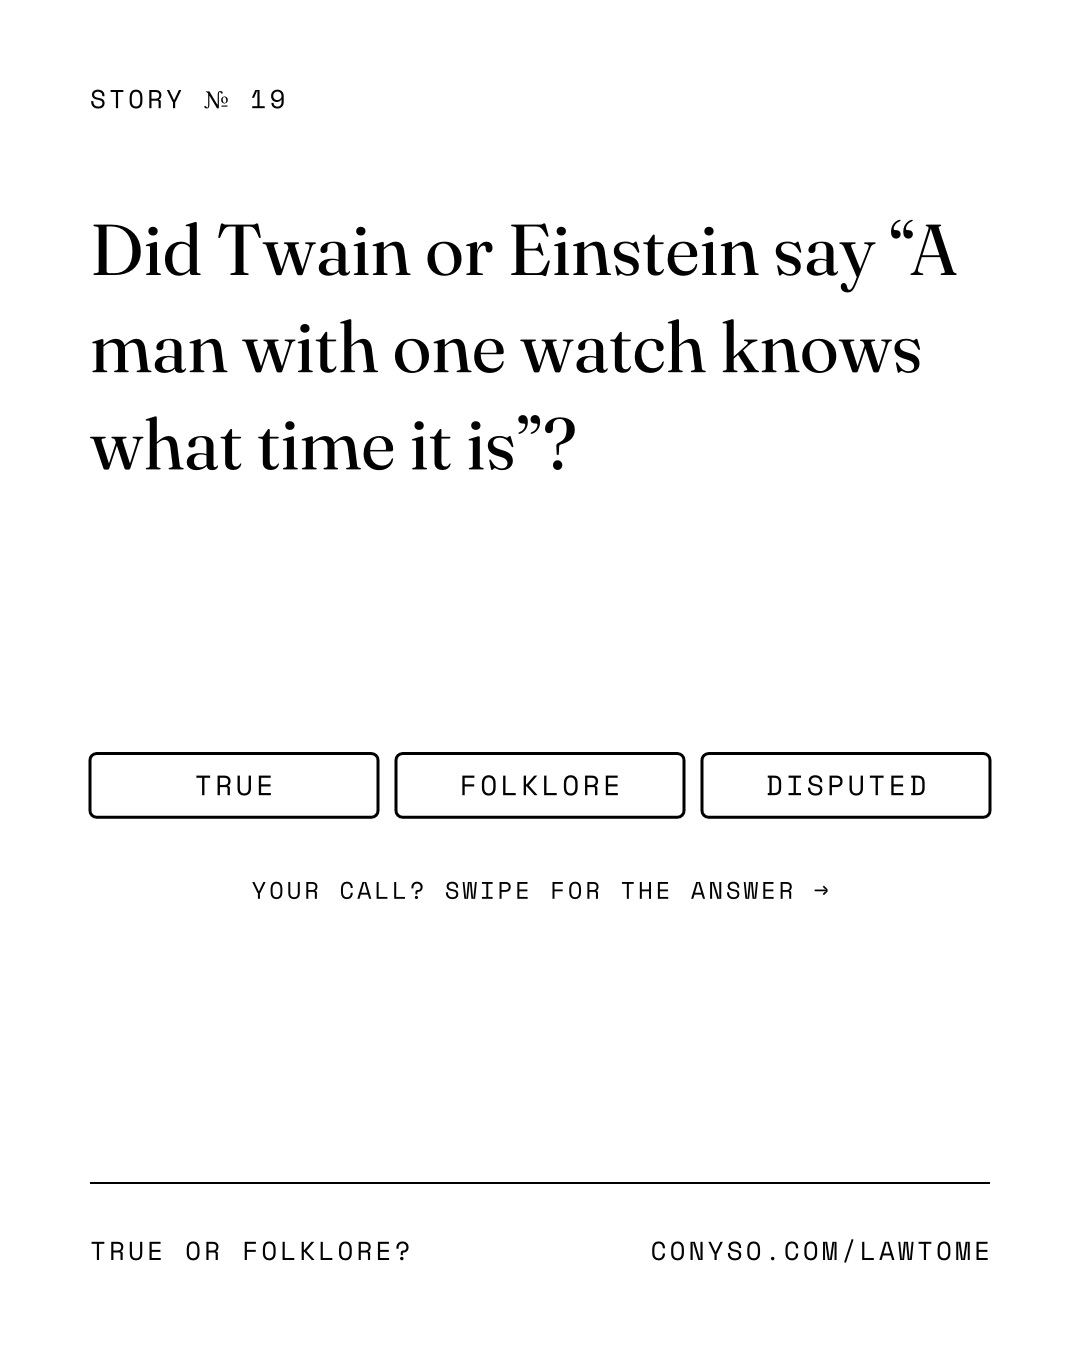 STORY № 19
Did Twain or Einstein say “A
man with one watch knows
what time it is”?
TRUE
FOLKLORE
DISPUTED
YOUR CALL? SWIPE FOR THE ANSWER →
TRUE OR FOLKLORE?
CONYSO.COM/LAWTOME